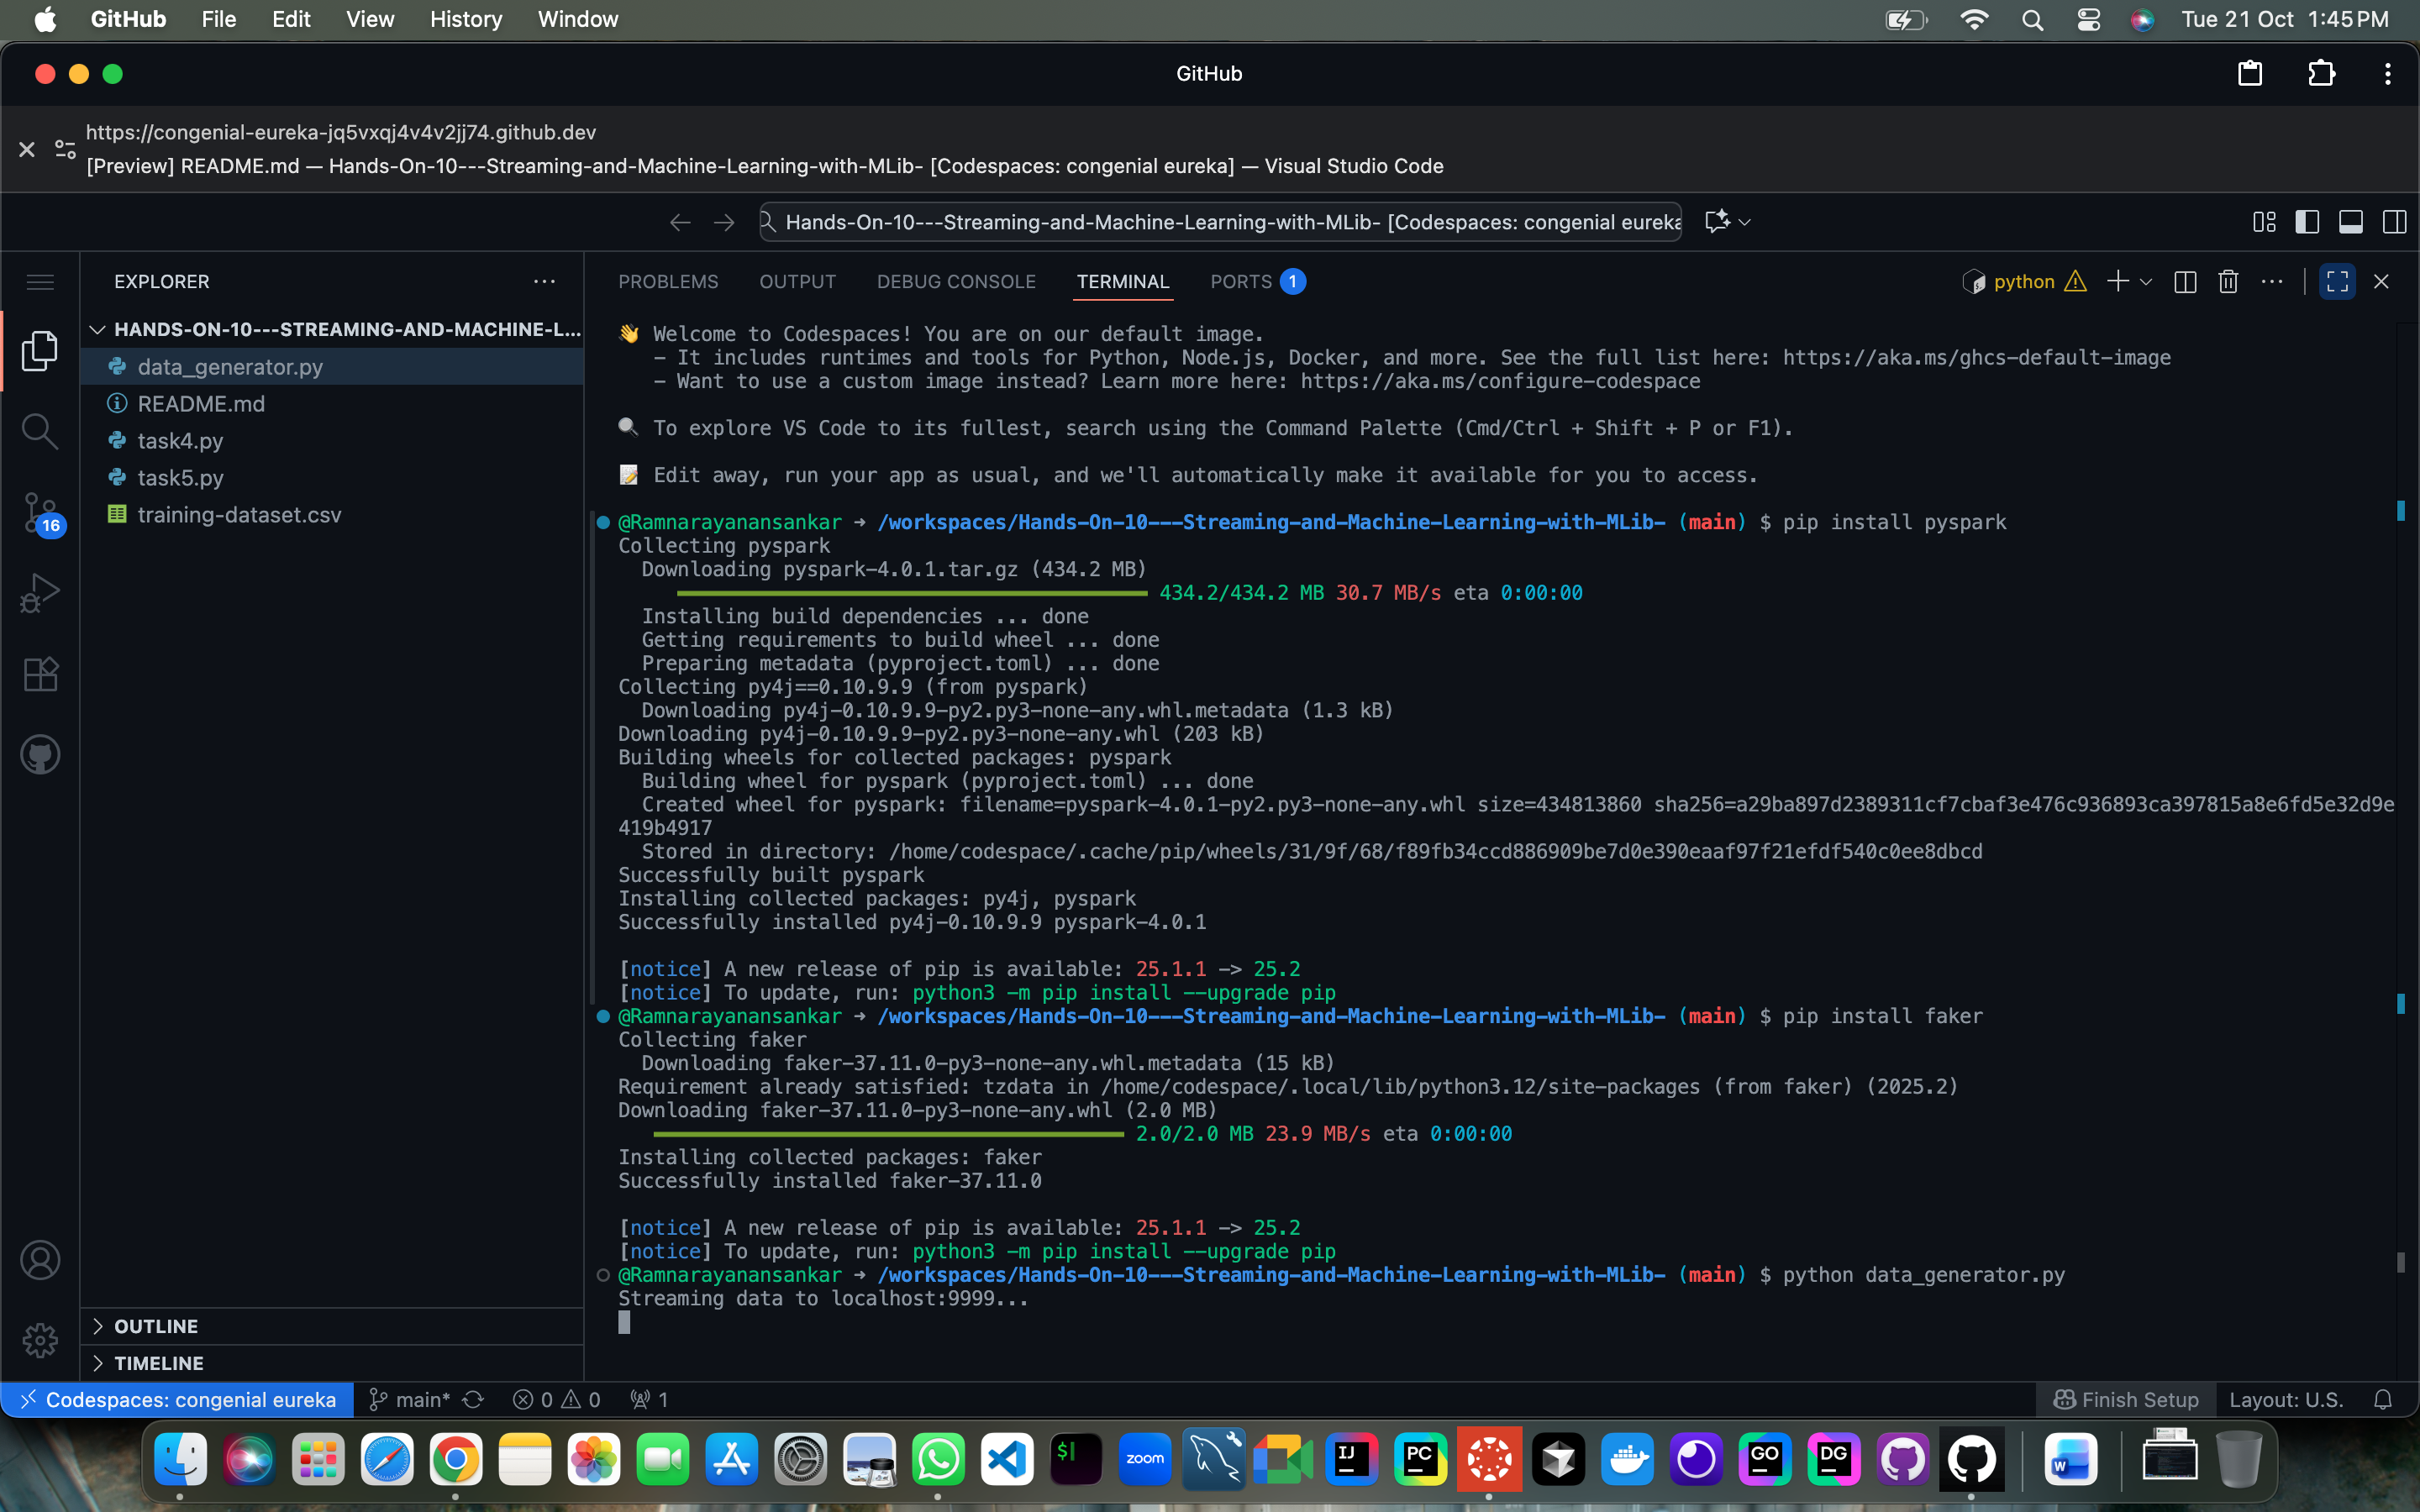 GitHub File Edit View History Window Tue 21 Oct 1:45 PM
GitHub
https://congenial-eureka-jq5vxqj4v4v2jj74.github.dev
[Preview] README.md — Hands-On-10---Streaming-and-Machine-Learning-with-MLib- [Codespaces: congenial eureka] — Visual Studio Code
Hands-On-10---Streaming-and-Machine-Learning-with-MLib- [Codespaces: congenial eureka
EXPLORER
HANDS-ON-10---STREAMING-AND-MACHINE-L...
data_generator.py
README.md
task4.py
task5.py
training-dataset.csv
16
OUTLINE
TIMELINE
PROBLEMS OUTPUT DEBUG CONSOLE TERMINAL PORTS 1 python
👋 Welcome to Codespaces! You are on our default image.
- It includes runtimes and tools for Python, Node.js, Docker, and more. See the full list here: https://aka.ms/ghcs-default-image
- Want to use a custom image instead? Learn more here: https://aka.ms/configure-codespace
🔍 To explore VS Code to its fullest, search using the Command Palette (Cmd/Ctrl + Shift + P or F1).
📝 Edit away, run your app as usual, and we'll automatically make it available for you to access.
@Ramnarayanansankar → /workspaces/Hands-On-10---Streaming-and-Machine-Learning-with-MLib- (main) $ pip install pyspark
Collecting pyspark
Downloading pyspark-4.0.1.tar.gz (434.2 MB)
434.2/434.2 MB 30.7 MB/s eta 0:00:00
Installing build dependencies ... done
Getting requirements to build wheel ... done
Preparing metadata (pyproject.toml) ... done
Collecting py4j==0.10.9.9 (from pyspark)
Downloading py4j-0.10.9.9-py2.py3-none-any.whl.metadata (1.3 kB)
Downloading py4j-0.10.9.9-py2.py3-none-any.whl (203 kB)
Building wheels for collected packages: pyspark
Building wheel for pyspark (pyproject.toml) ... done
Created wheel for pyspark: filename=pyspark-4.0.1-py2.py3-none-any.whl size=434813860 sha256=a29ba897d2389311cf7cbaf3e476c936893ca397815a8e6fd5e32d9e
419b4917
Stored in directory: /home/codespace/.cache/pip/wheels/31/9f/68/f89fb34ccd886909be7d0e390eaaf97f21efdf540c0ee8dbcd
Successfully built pyspark
Installing collected packages: py4j, pyspark
Successfully installed py4j-0.10.9.9 pyspark-4.0.1
[notice] A new release of pip is available: 25.1.1 -> 25.2
[notice] To update, run: python3 -m pip install --upgrade pip
@Ramnarayanansankar → /workspaces/Hands-On-10---Streaming-and-Machine-Learning-with-MLib- (main) $ pip install faker
Collecting faker
Downloading faker-37.11.0-py3-none-any.whl.metadata (15 kB)
Requirement already satisfied: tzdata in /home/codespace/.local/lib/python3.12/site-packages (from faker) (2025.2)
Downloading faker-37.11.0-py3-none-any.whl (2.0 MB)
2.0/2.0 MB 23.9 MB/s eta 0:00:00
Installing collected packages: faker
Successfully installed faker-37.11.0
[notice] A new release of pip is available: 25.1.1 -> 25.2
[notice] To update, run: python3 -m pip install --upgrade pip
@Ramnarayanansankar → /workspaces/Hands-On-10---Streaming-and-Machine-Learning-with-MLib- (main) $ python data_generator.py
Streaming data to localhost:9999...
Codespaces: congenial eureka main* 0 0 1 Finish Setup Layout: U.S.
$ zoom IJ PC GO DG W